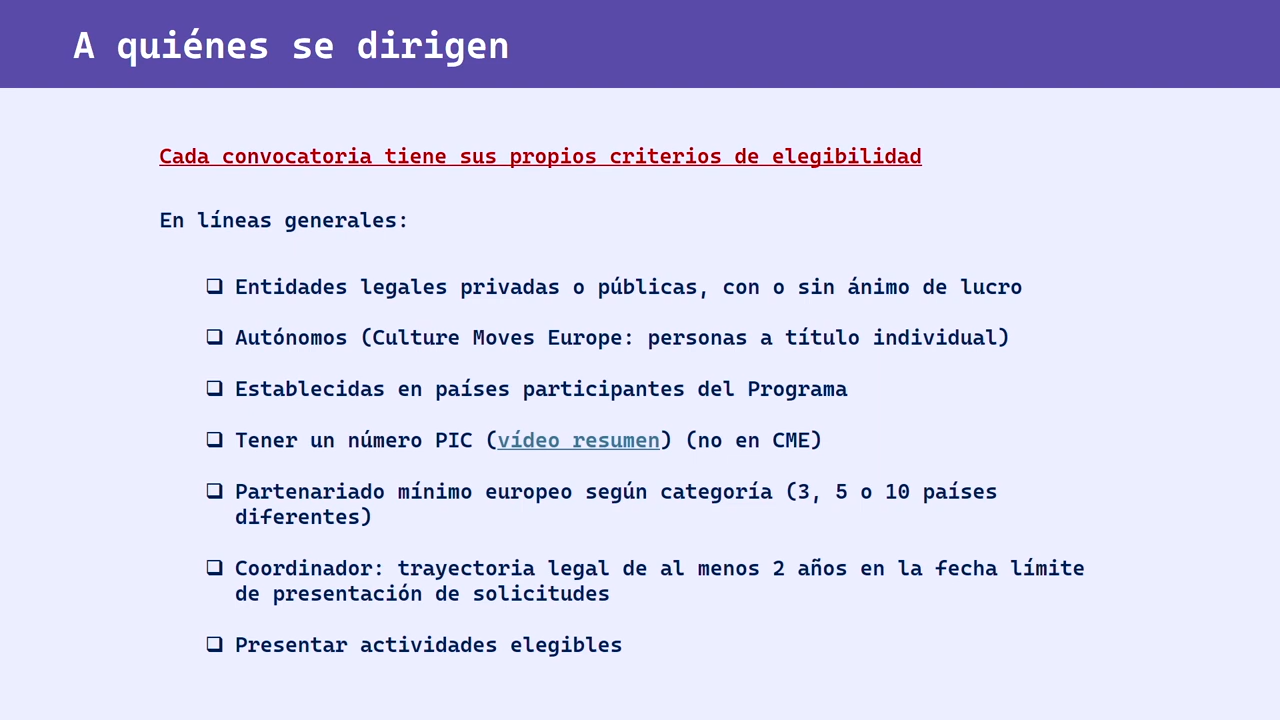 A quiénes se dirigen
Cada convocatoria tiene sus propios criterios de elegibilidad
En líneas generales:
❑ Entidades legales privadas o públicas, con o sin ánimo de lucro
❑ Autónomos (Culture Moves Europe: personas a título individual)
❑ Establecidas en países participantes del Programa
❑ Tener un número PIC (vídeo resumen) (no en CME)
❑ Partenariado mínimo europeo según categoría (3, 5 o 10 países
diferentes)
❑ Coordinador: trayectoria legal de al menos 2 años en la fecha límite
de presentación de solicitudes
❑ Presentar actividades elegibles